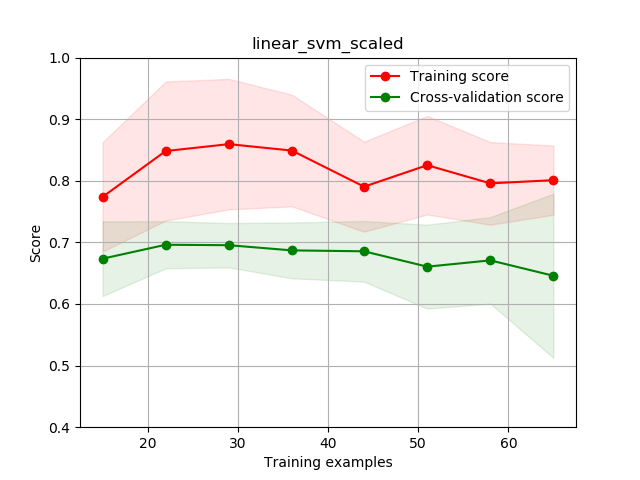 linear_svm_scaled
1.0
0.9
0.8
0.7
0.6
0.5
0.4
Score
Training score
Cross-validation score
20 30 40 50 60
Training examples